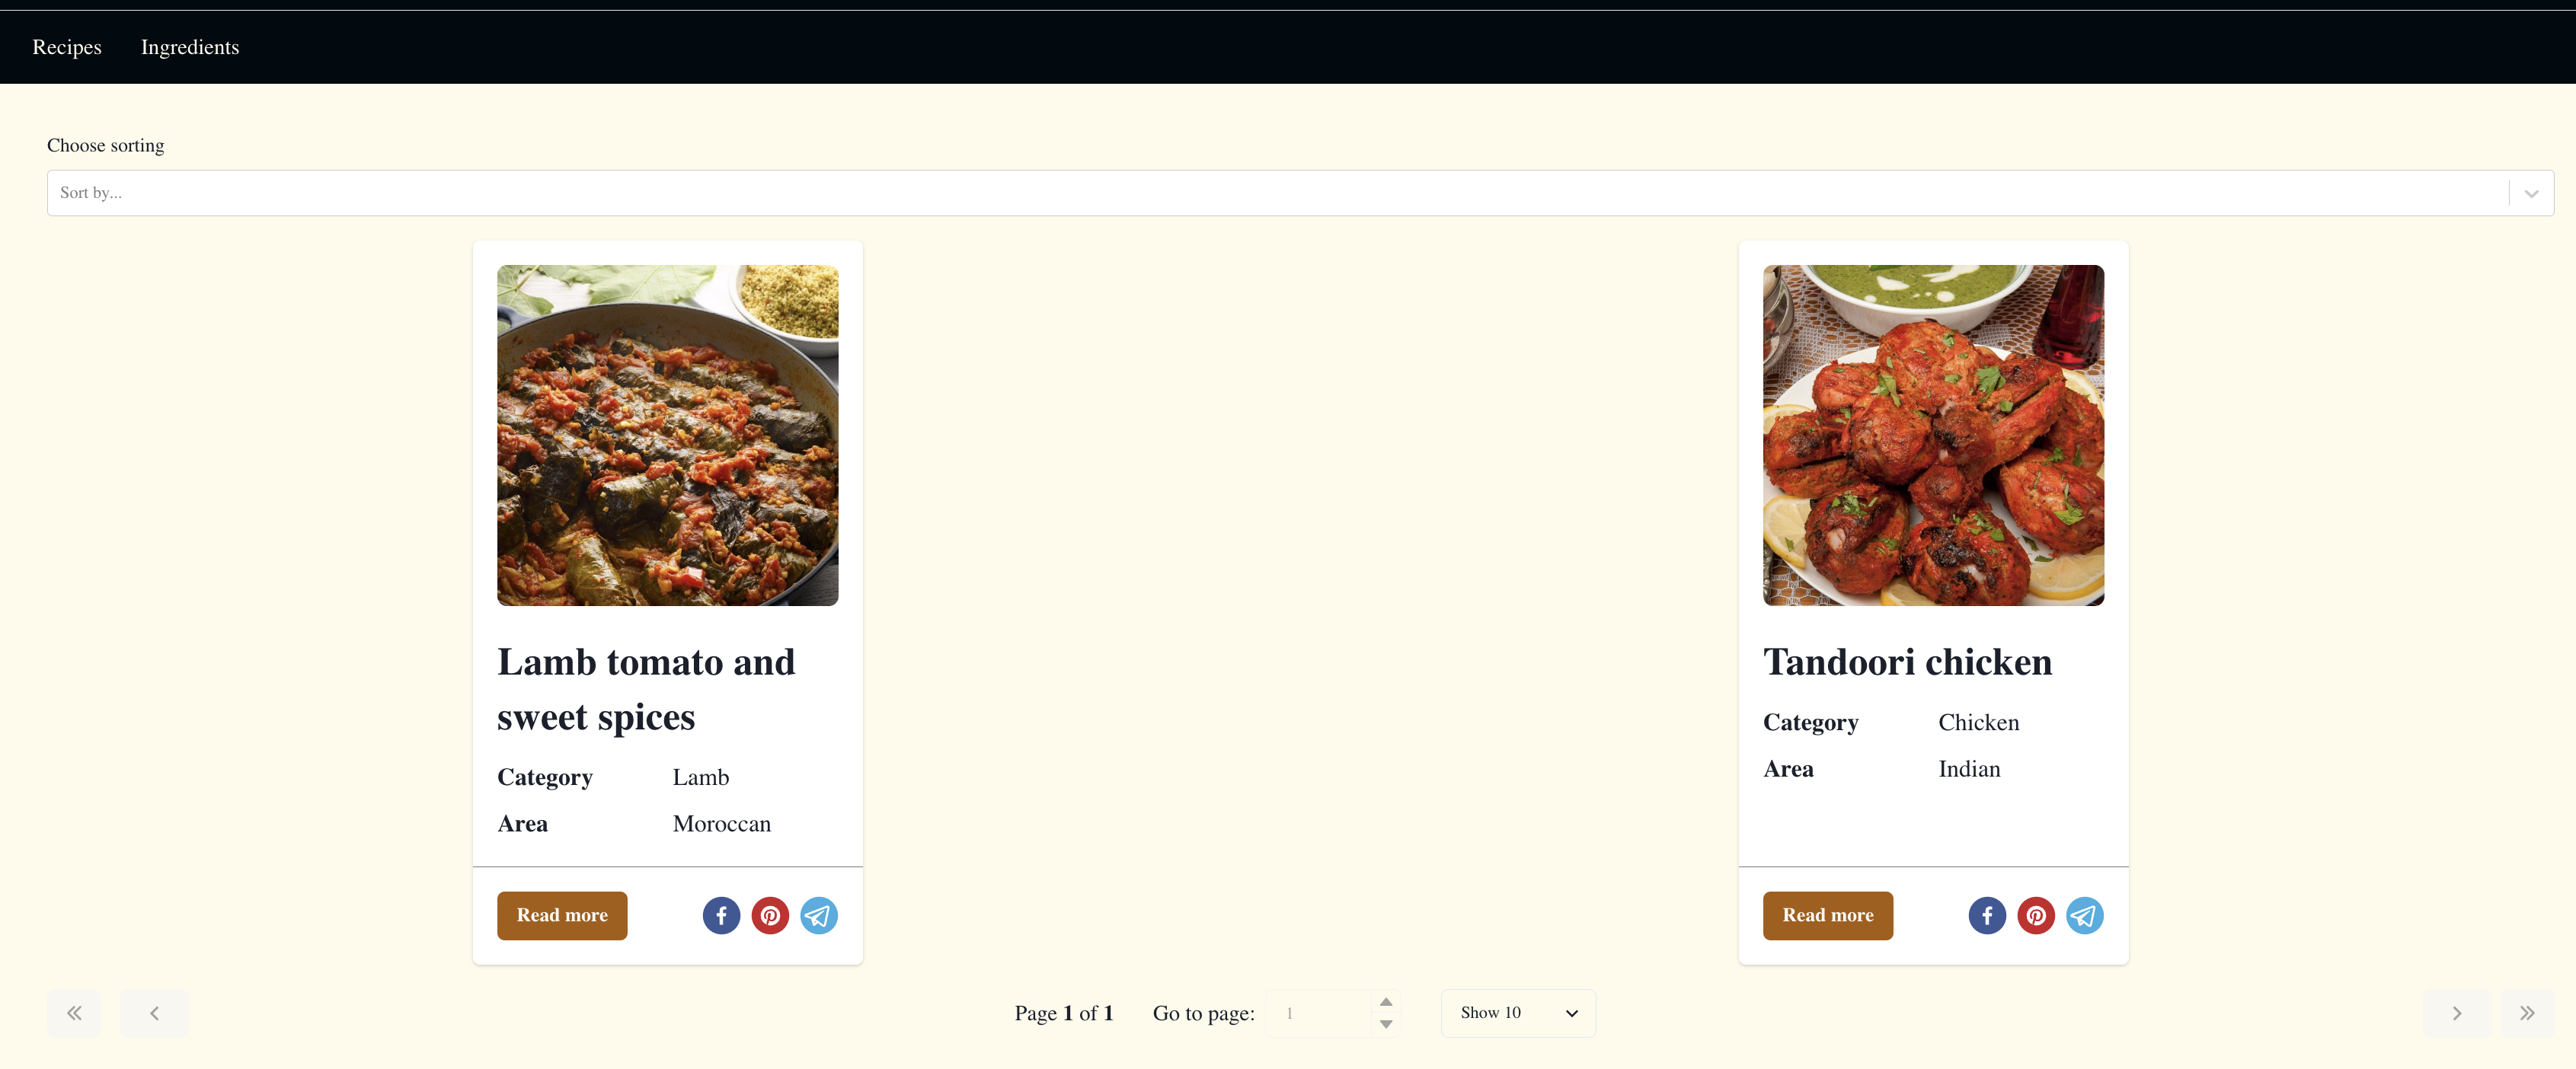 Recipes Ingredients
Choose sorting
Sort by...
Lamb tomato and
sweet spices
Category Lamb
Area Moroccan
Read more
Tandoori chicken
Category Chicken
Area Indian
Read more
Page 1 of 1 Go to page: 1 Show 10